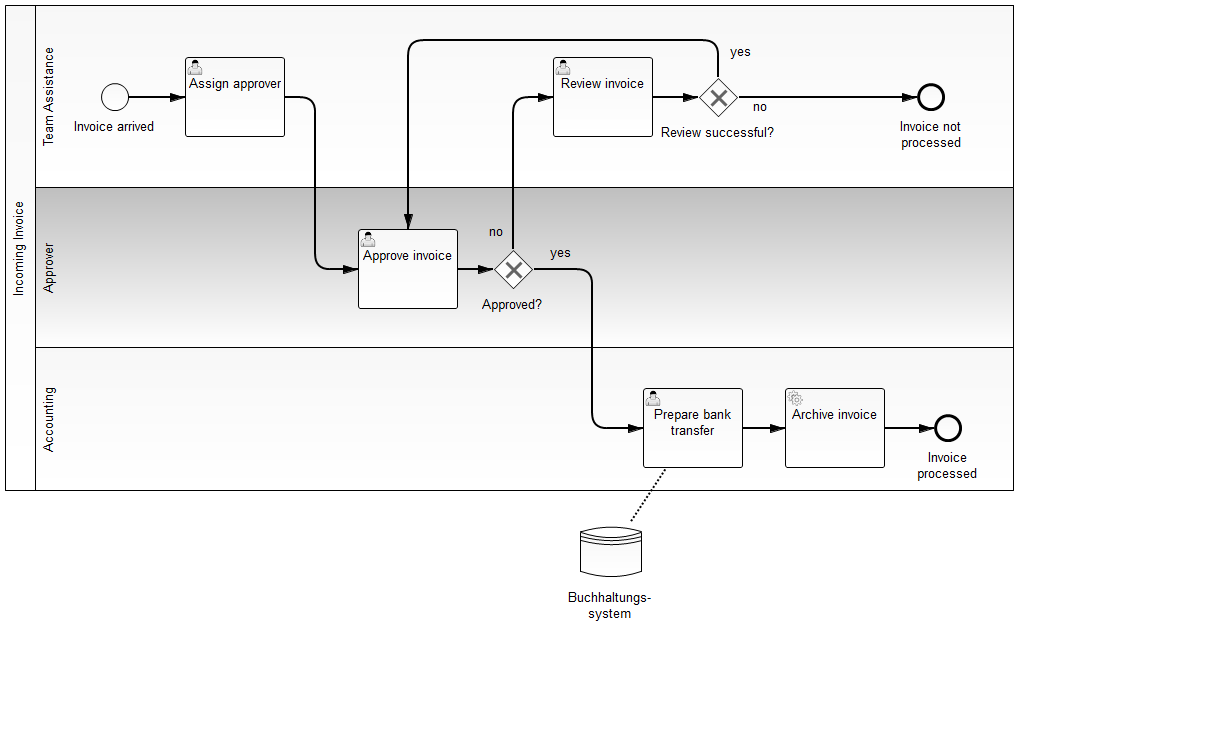 Incoming Invoice
Team Assistance
Invoice arrived
Assign approver
Review invoice
yes
no
Review successful?
Invoice not
processed
Approver
Approve invoice
no
yes
Approved?
Accounting
Prepare bank
transfer
Archive invoice
Invoice
processed
Buchhaltungs-
system